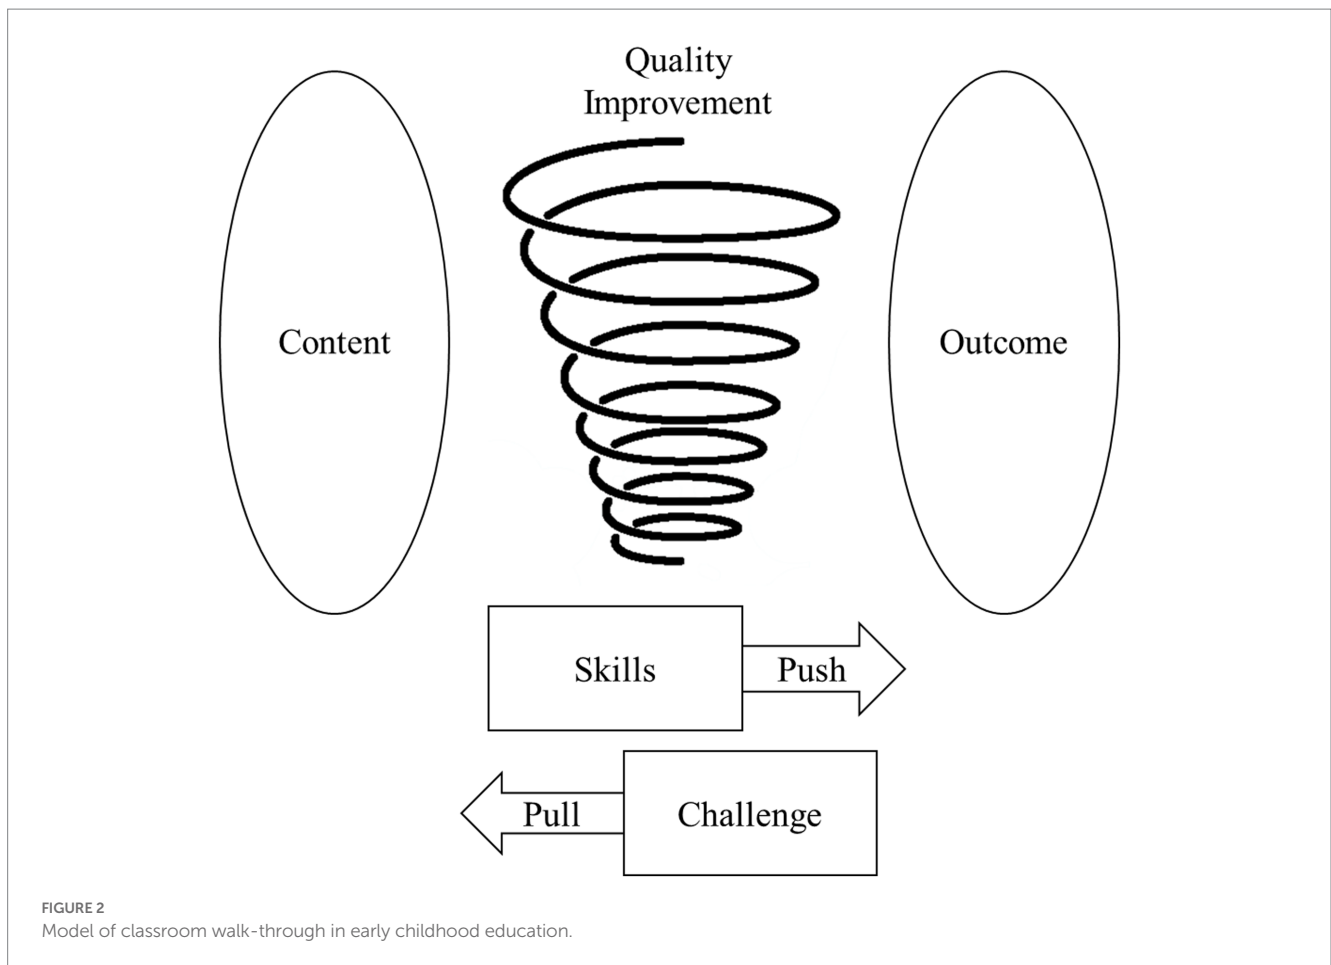 Quality
Improvement
Content
Outcome
Skills
Push
Pull
Challenge
FIGURE 2
Model of classroom walk-through in early childhood education.